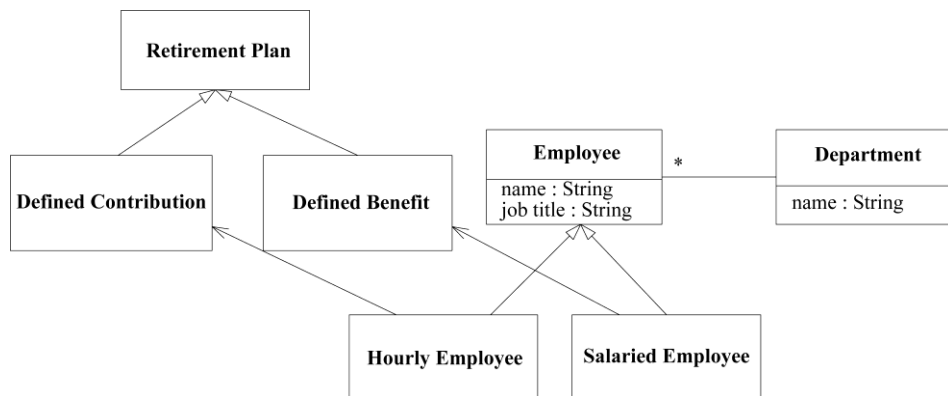 Retirement Plan
Defined Contribution
Defined Benefit
Employee
name : String
job title : String
*
Department
name : String
Hourly Employee
Salaried Employee